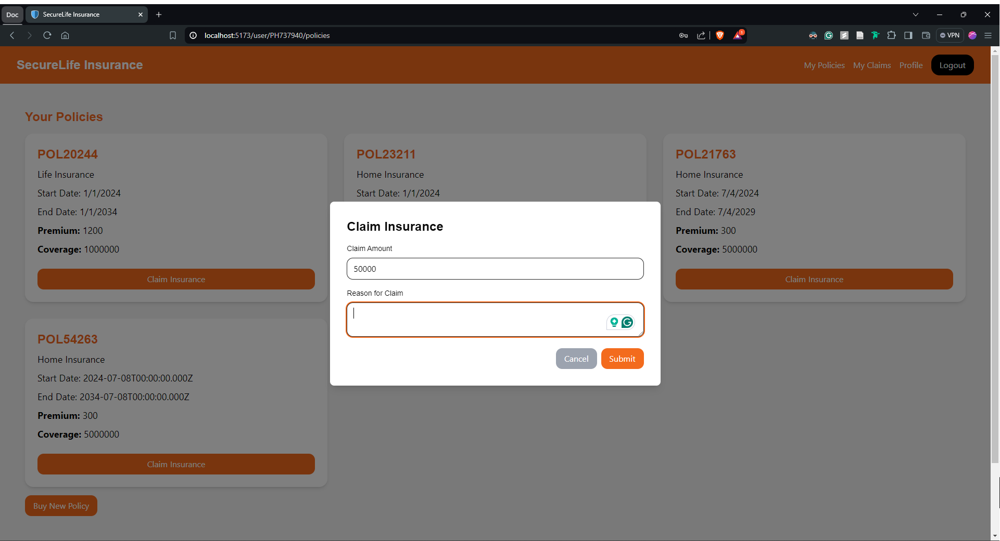 Doc
SecureLife Insurance
localhost:5173/user/PH737940/policies
1
VPN
SecureLife Insurance
My Policies
My Claims
Profile
Logout
Your Policies
POL20244
Life Insurance
Start Date: 1/1/2024
End Date: 1/1/2034
Premium: 1200
Coverage: 1000000
Claim Insurance
POL23211
Home Insurance
Start Date: 1/1/2024
POL21763
Home Insurance
Start Date: 7/4/2024
End Date: 7/4/2029
Premium: 300
Coverage: 5000000
Claim Insurance
Claim Insurance
Claim Amount
50000
Reason for Claim
Cancel
Submit
POL54263
Home Insurance
Start Date: 2024-07-08T00:00:00.000Z
End Date: 2034-07-08T00:00:00.000Z
Premium: 300
Coverage: 5000000
Claim Insurance
Buy New Policy